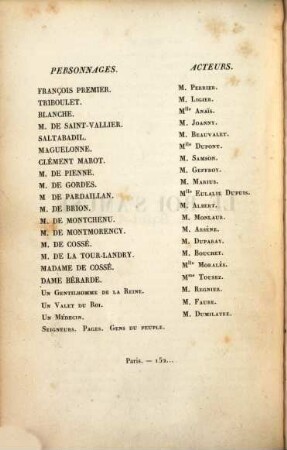 PERSONNAGES. ACTEURS.
FRANÇOIS PREMIER. M. Perrier.
TRIBOULET. M. Ligier.
BLANCHE. Mlle Anaïs.
M. DE SAINT-VALLIER. M. Joanny.
SALTABADIL. M. Beauvalet.
MAGUELONNE. Mlle Dupont.
CLÉMENT MAROT. M. Samson.
M. DE PIENNE. M. Geffroy.
M. DE GORDES. M. Marius.
M. DE PARDAILLAN. Mlle Eulalie Dupuis.
M. DE BRION. M. Albert.
M. DE MONTCHENU. M. Monlaur.
M. DE MONTMORENCY. M. Arsène.
M. DE COSSÉ. M. Duparay.
M. DE LA TOUR-LANDRY. M. Bouchet.
MADAME DE COSSÉ. Mlle Moralès.
DAME BÉRARDE. Mme Tousez.
Un Gentilhomme de la Reine. M. Regnier.
Un Valet du Roi. M. Faure.
Un Médecin. M. Dumilatre.
Seigneurs. Pages. Gens du peuple.
Paris. — 152...